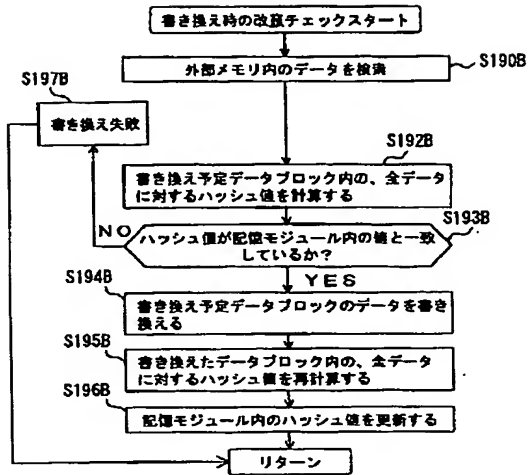 書き換え時の改竄チェックスタート
S190B
外部メモリ内のデータを検索
S197B
書き換え失敗
S192B
書き換え予定データブロック内の、全データ
に対するハッシュ値を計算する
S193B
NO
ハッシュ値が記憶モジュール内の値と一致
しているか？
YES
S194B
書き換え予定データブロックのデータを書き
換える
S195B
書き換えたデータブロック内の、全データ
に対するハッシュ値を再計算する
S196B
記憶モジュール内のハッシュ値を更新する
リターン